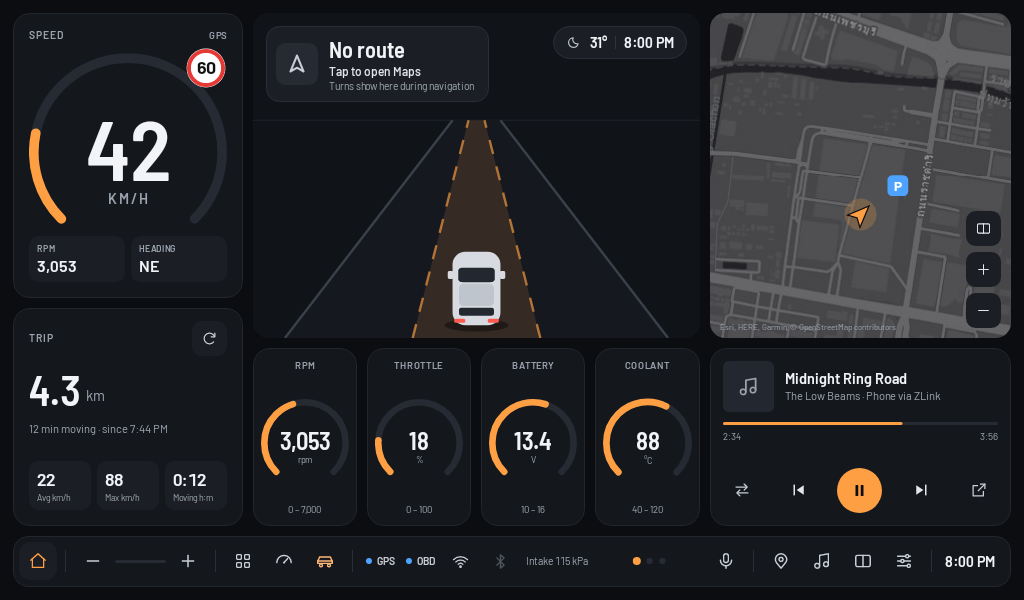 SPEED
GPS
60
42
KM/H
RPM
3,053
HEADING
NE
TRIP
4.3 km
12 min moving · since 7:44 PM
22
Avg km/h
88
Max km/h
0:12
Moving h:m
No route
Tap to open Maps
Turns show here during navigation
31° 8:00 PM
RPM
3,053
rpm
0 – 7,000
THROTTLE
18
%
0 – 100
BATTERY
13.4
V
10 – 16
COOLANT
88
°C
40 – 120
P
Esri, HERE, Garmin, © OpenStreetMap contributors
Midnight Ring Road
The Low Beams · Phone via ZLink
2:34
3:56
GPS
OBD
Intake 115 kPa
8:00 PM